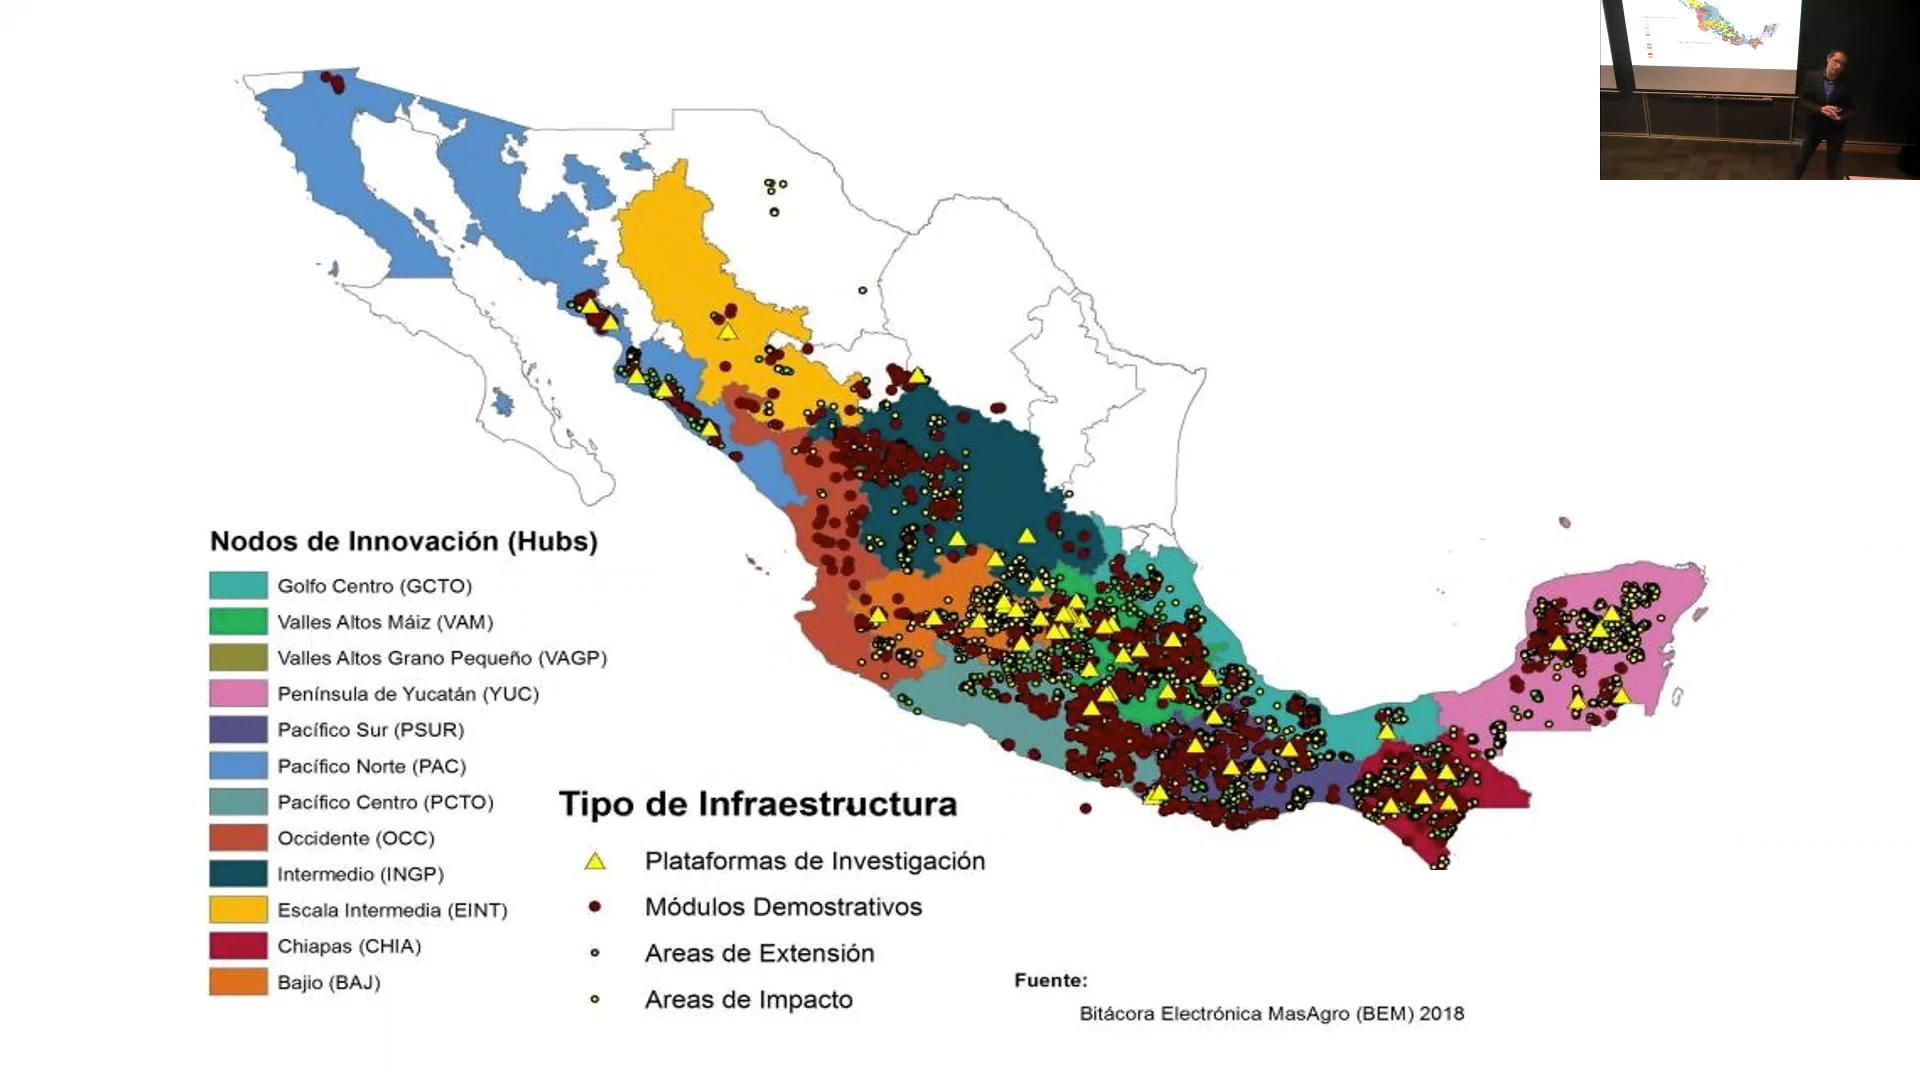 Nodos de Innovación (Hubs)
Golfo Centro (GCTO)
Valles Altos Máiz (VAM)
Valles Altos Grano Pequeño (VAGP)
Península de Yucatán (YUC)
Pacífico Sur (PSUR)
Pacífico Norte (PAC)
Pacífico Centro (PCTO)
Occidente (OCC)
Intermedio (INGP)
Escala Intermedia (EINT)
Chiapas (CHIA)
Bajio (BAJ)
Tipo de Infraestructura
Plataformas de Investigación
Módulos Demostrativos
Areas de Extensión
Areas de Impacto
Fuente:
Bitácora Electrónica MasAgro (BEM) 2018